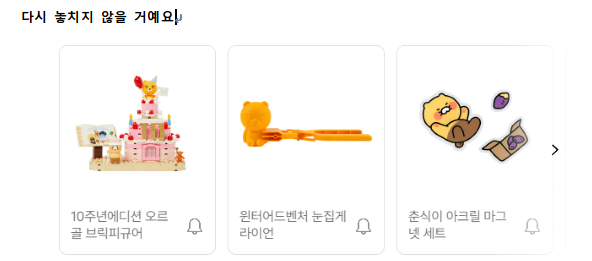 다시 놓치지 않을 거예요
10주년에디션 오르
골 브릭피규어
윈터어드벤처 눈집게
라이언
춘식이 아크릴 마그
넷 세트